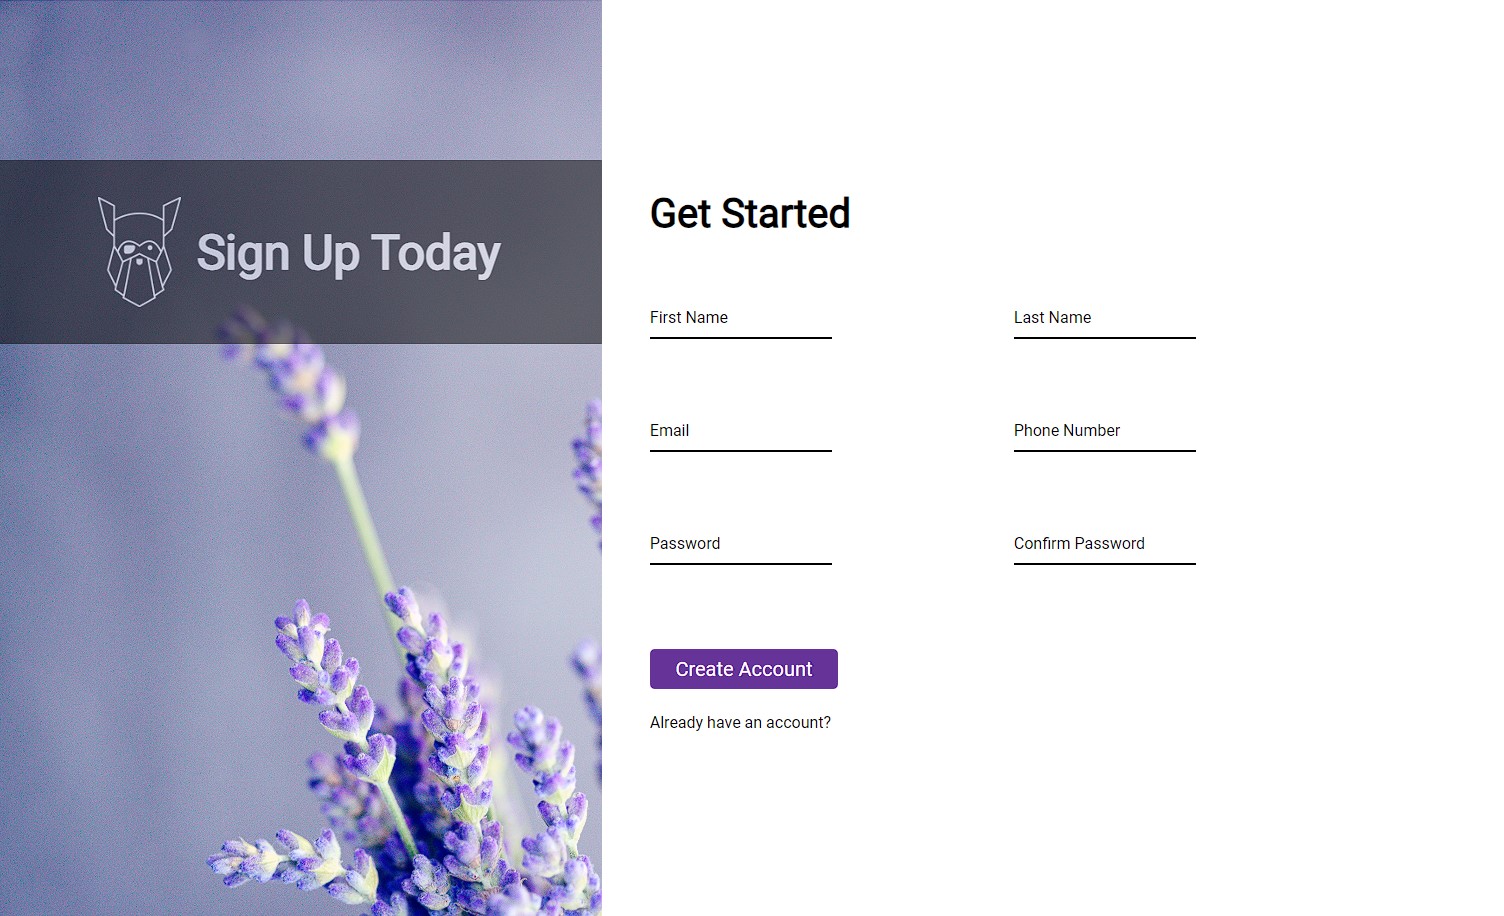 Sign Up Today
Get Started
First Name
Last Name
Email
Phone Number
Password
Confirm Password
Create Account
Already have an account?